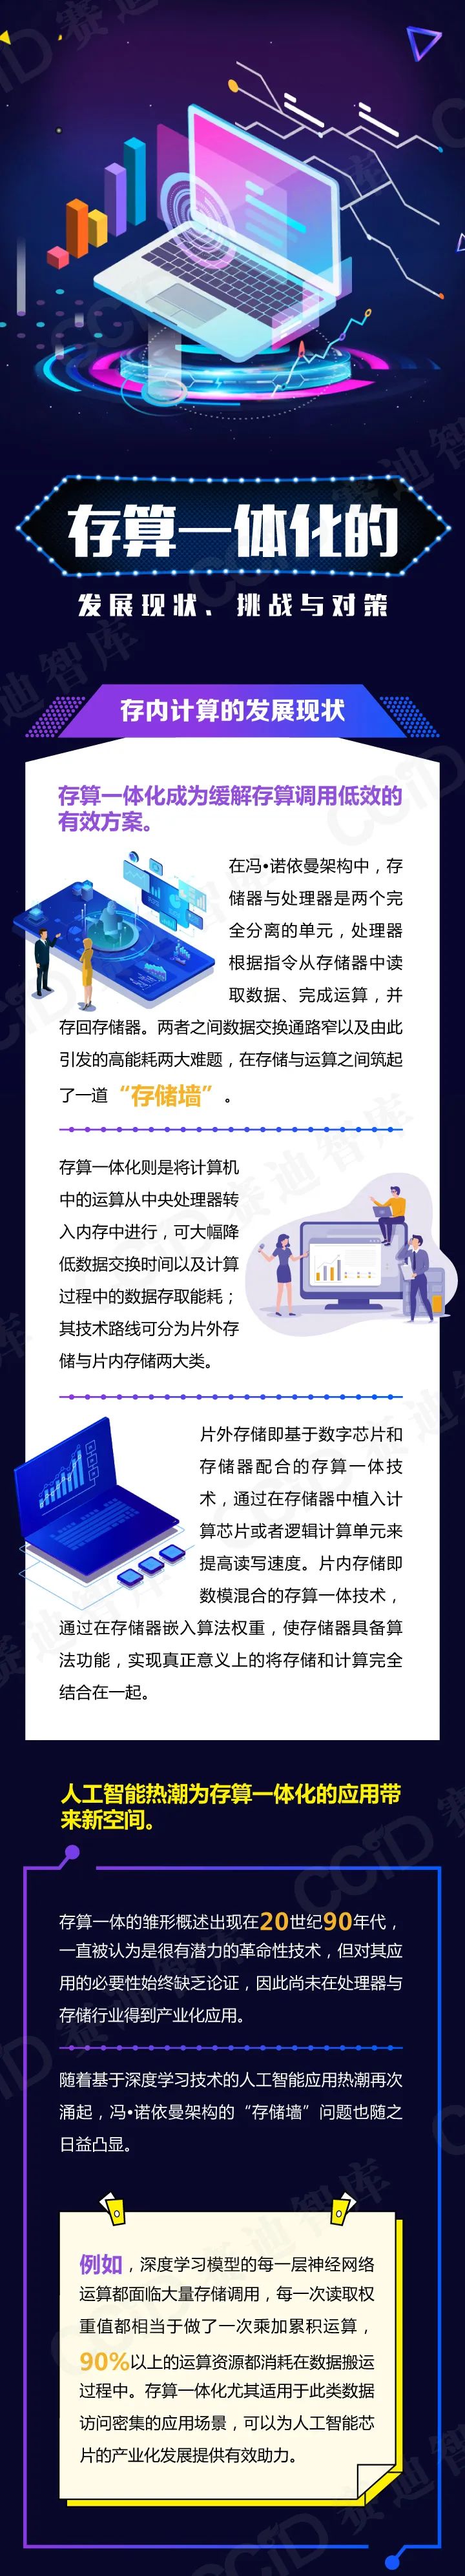 存算一体化的
发展现状、挑战与对策
存内计算的发展现状
存算一体化成为缓解存算调用低效的
有效方案。
在冯•诺依曼架构中，存
储器与处理器是两个完
全分离的单元，处理器
根据指令从存储器中读
取数据、完成运算，并
存回存储器。两者之间数据交换通路窄以及由此
引发的高能耗两大难题，在存储与运算之间筑起
了一道“存储墙”。
存算一体化则是将计算机
中的运算从中央处理器转
入内存中进行，可大幅降
低数据交换时间以及计算
过程中的数据存取能耗；
其技术路线可分为片外存
储与片内存储两大类。
片外存储即基于数字芯片和
存储器配合的存算一体技
术，通过在存储器中植入计
算芯片或者逻辑计算单元来
提高读写速度。片内存储即
数模混合的存算一体技术，
通过在存储器嵌入算法权重，使存储器具备算
法功能，实现真正意义上的将存储和计算完全
结合在一起。
人工智能热潮为存算一体化的应用带
来新空间。
存算一体的雏形概述出现在20世纪90年代，
一直被认为是很有潜力的革命性技术，但对其应
用的必要性始终缺乏论证，因此尚未在处理器与
存储行业得到产业化应用。
随着基于深度学习技术的人工智能应用热潮再次
涌起，冯•诺依曼架构的“存储墙”问题也随之
日益凸显。
例如，深度学习模型的每一层神经网络
运算都面临大量存储调用，每一次读取权
重值都相当于做了一次乘加累积运算，
90%以上的运算资源都消耗在数据搬运
过程中。存算一体化尤其适用于此类数据
访问密集的应用场景，可以为人工智能芯
片的产业化发展提供有效助力。
CCID 赛迪智库